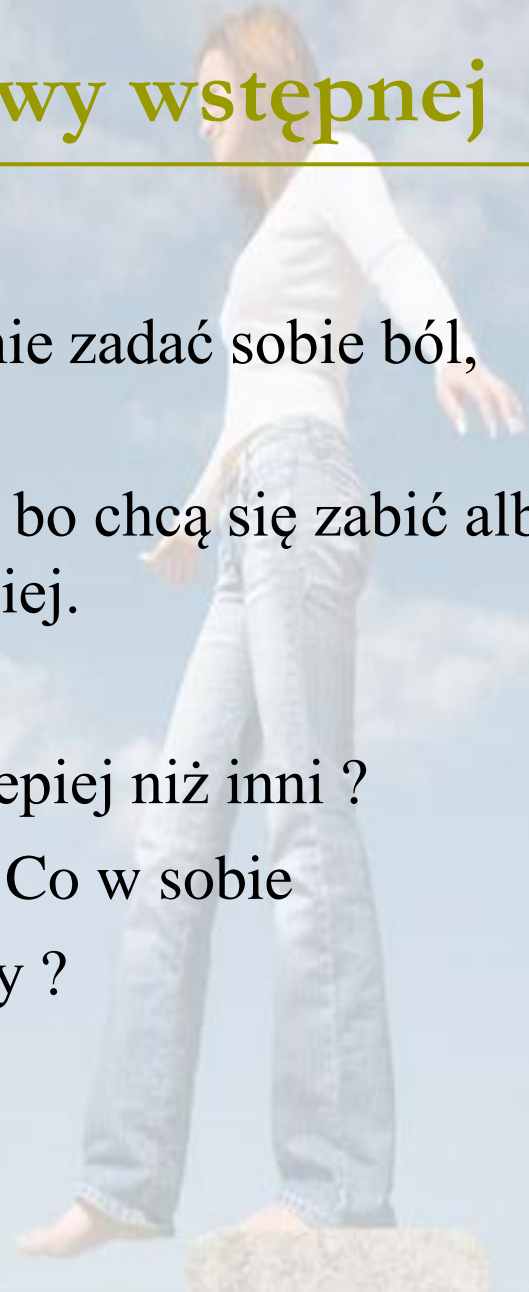 wy wstępnej
nie zadać sobie ból,
bo chcą się zabić alb
iej.
epiej niż inni ?
Co w sobie
y ?